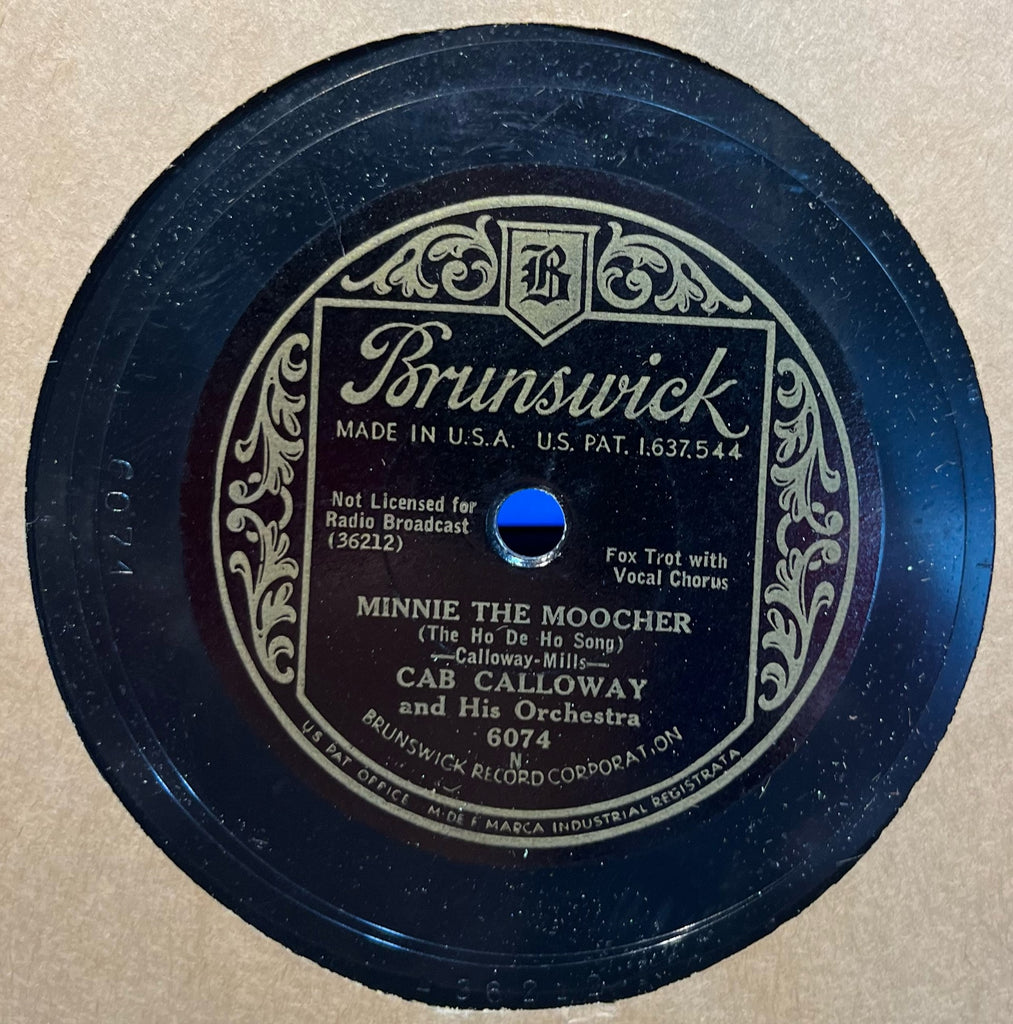 B
Brunswick
MADE IN U.S.A. U.S. PAT. 1,637,544
Not Licensed for
Radio Broadcast
(36212)
Fox Trot with
Vocal Chorus
MINNIE THE MOOCHER
(The Ho De Ho Song)
—Calloway-Mills—
CAB CALLOWAY
and His Orchestra
6074
N
BRUNSWICK RECORD CORPORATION
U S PAT. OFFICE M. DE F. MARCA INDUSTRIAL REGISTRATA